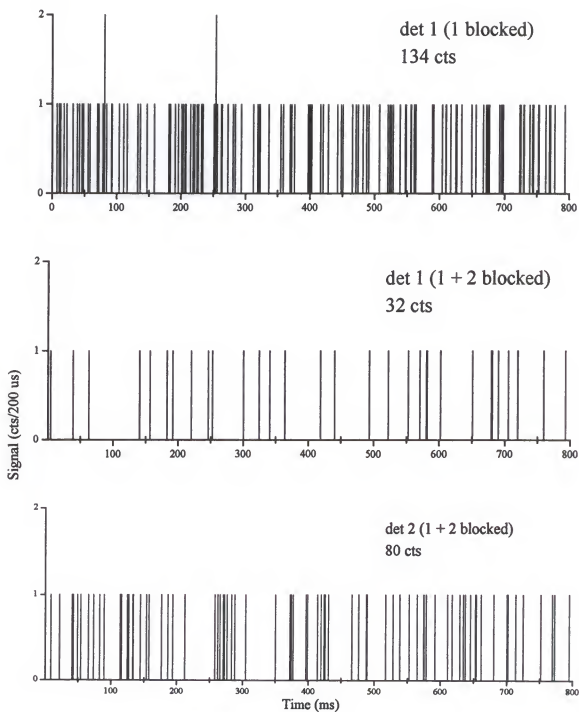 2
det 1 (1 blocked)
134 cts
1
0
0 100 200 300 400 500 600 700 800
2
det 1 (1 + 2 blocked)
32 cts
1
0
100 200 300 400 500 600 700 800
Signal (cts/200 us)
2
det 2 (1 + 2 blocked)
80 cts
1
0
100 200 300 400 500 600 700 800
Time (ms)